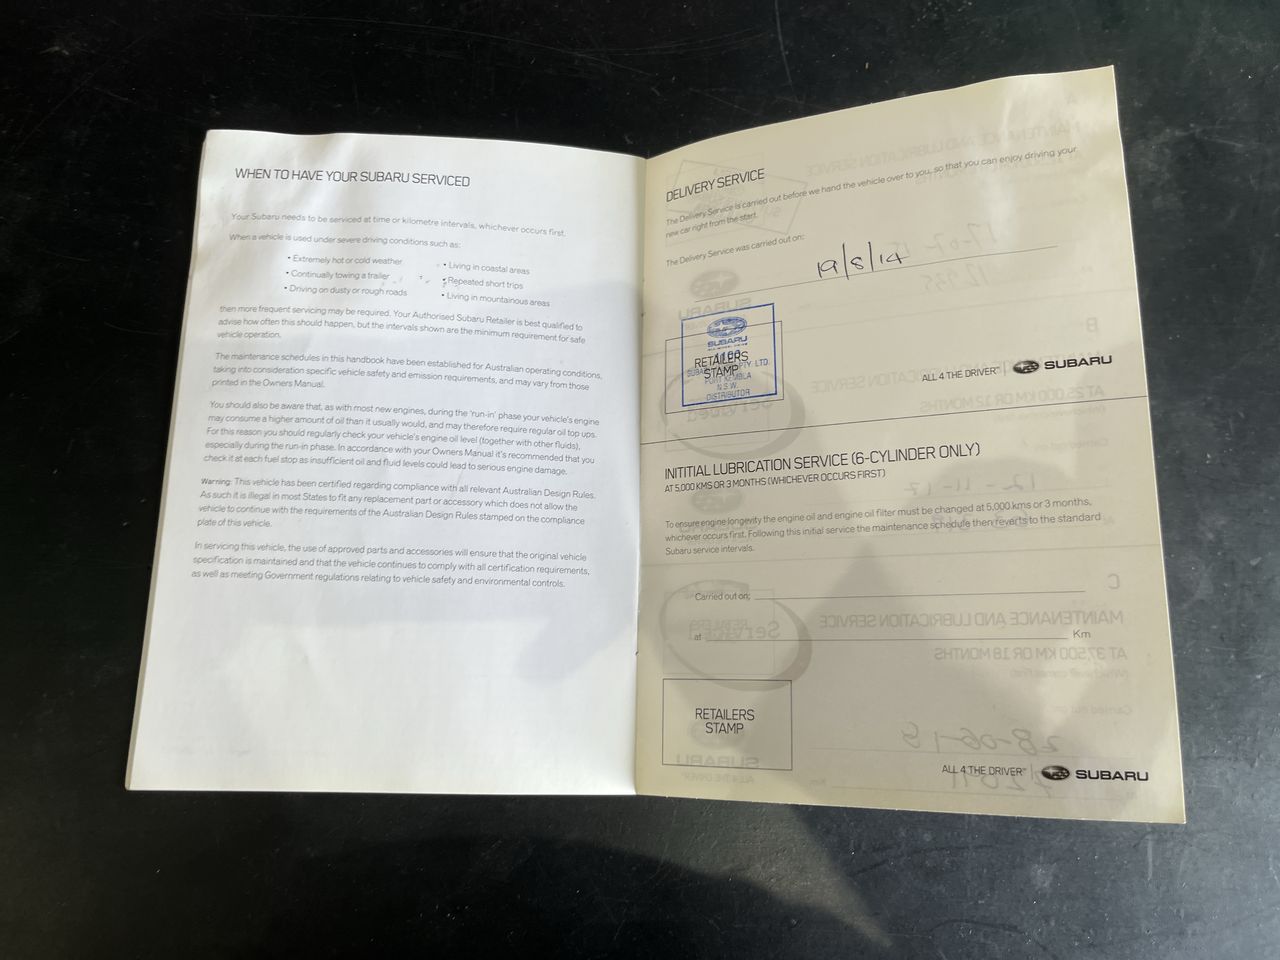 WHEN TO HAVE YOUR SUBARU SERVICED
Your Subaru needs to be serviced at time or kilometre intervals, whichever occurs first.
When a vehicle is used under severe driving conditions such as:
• Extremely hot or cold weather
• Continually towing a trailer
• Driving on dusty or rough roads
• Living in coastal areas
• Repeated short trips
• Living in mountainous areas
then more frequent servicing may be required. Your Authorised Subaru Retailer is best qualified to
advise how often this should happen, but the intervals shown are the minimum requirement for safe
vehicle operation.
The maintenance schedules in this handbook have been established for Australian operating conditions,
taking into consideration specific vehicle safety and emission requirements, and may vary from those
printed in the Owners Manual.
You should also be aware that, as with most new engines, during the 'run-in' phase your vehicle's engine
may consume a higher amount of oil than it usually would, and may therefore require regular oil top ups.
For this reason you should regularly check your vehicle's engine oil level (together with other fluids),
especially during the run-in phase. In accordance with your Owners Manual it's recommended that you
check it at each fuel stop as insufficient oil and fluid levels could lead to serious engine damage.
Warning: This vehicle has been certified regarding compliance with all relevant Australian Design Rules.
As such it is illegal in most States to fit any replacement part or accessory which does not allow the
vehicle to continue with the requirements of the Australian Design Rules stamped on the compliance
plate of this vehicle.
In servicing this vehicle, the use of approved parts and accessories will ensure that the original vehicle
specification is maintained and that the vehicle continues to comply with all certification requirements,
as well as meeting Government regulations relating to vehicle safety and environmental controls.
DELIVERY SERVICE
The Delivery Service is carried out before we hand the vehicle over to you, so that you can enjoy driving your
new car right from the start.
The Delivery Service was carried out on:
19/8/14
SUBARU
RETAILERS
STAMP
PTY. LTD.
PORT KEMBLA
N.S.W.
DISTRIBUTOR
ALL 4 THE DRIVER SUBARU
INITITIAL LUBRICATION SERVICE (6-CYLINDER ONLY)
AT 5,000 KMS OR 3 MONTHS (WHICHEVER OCCURS FIRST)
To ensure engine longevity the engine oil and engine oil filter must be changed at 5,000 kms or 3 months,
whichever occurs first. Following this initial service the maintenance schedule then reverts to the standard
Subaru service intervals.
Carried out on:
at Km
RETAILERS
STAMP
ALL 4 THE DRIVER SUBARU